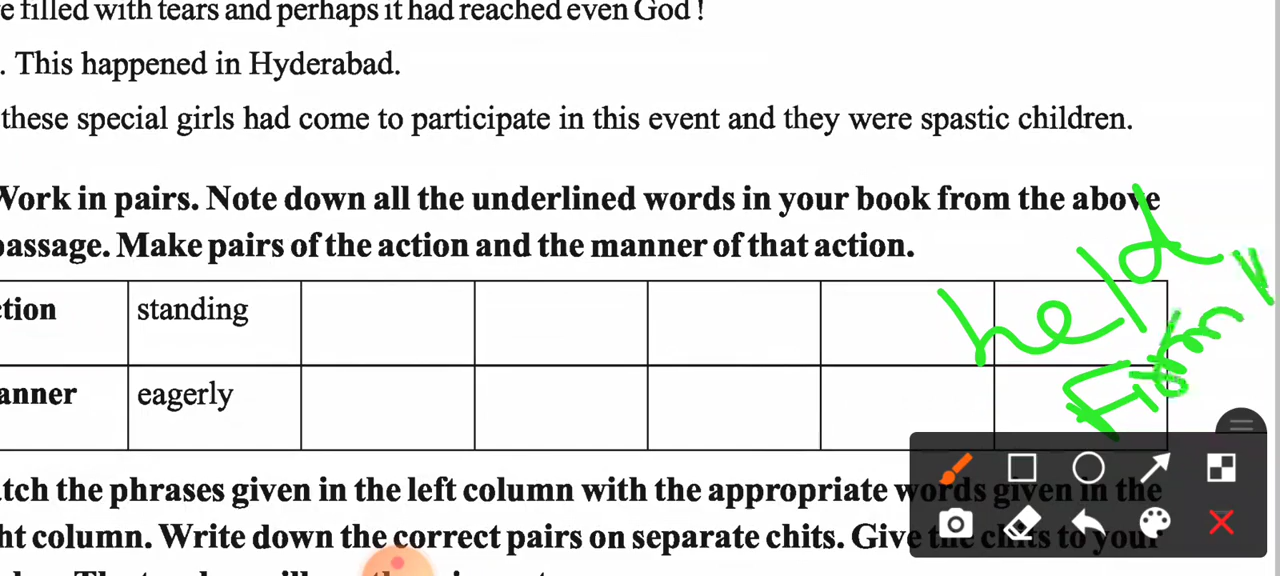 e filled with tears and perhaps it had reached even God !
. This happened in Hyderabad.
these special girls had come to participate in this event and they were spastic children.
Work in pairs. Note down all the underlined words in your book from the above
passage. Make pairs of the action and the manner of that action.
ction standing
held
anner eagerly
tch the phrases given in the left column with the appropriate words given in the
ht column. Write down the correct pairs on separate chits. Give the chits to your